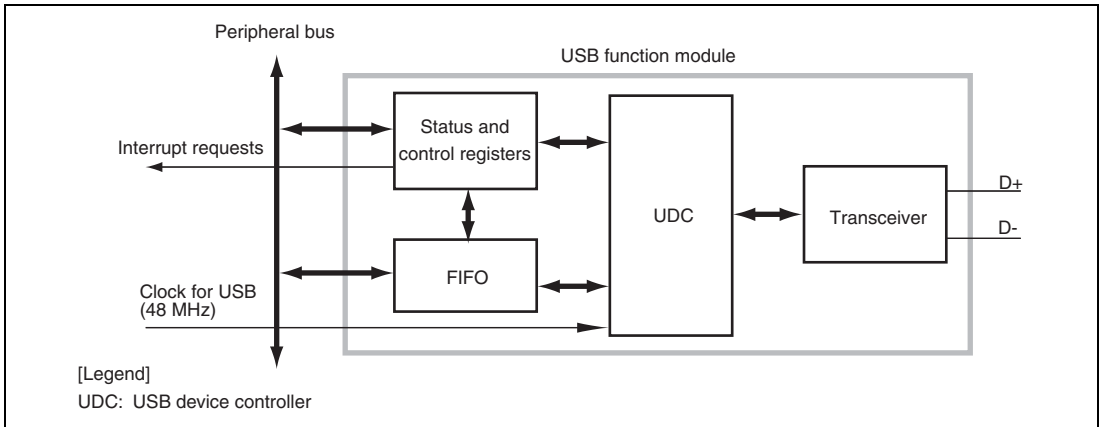 Peripheral bus
USB function module
Status and
control registers
Interrupt requests
UDC
Transceiver
D+
D-
FIFO
Clock for USB
(48 MHz)
[Legend]
UDC: USB device controller